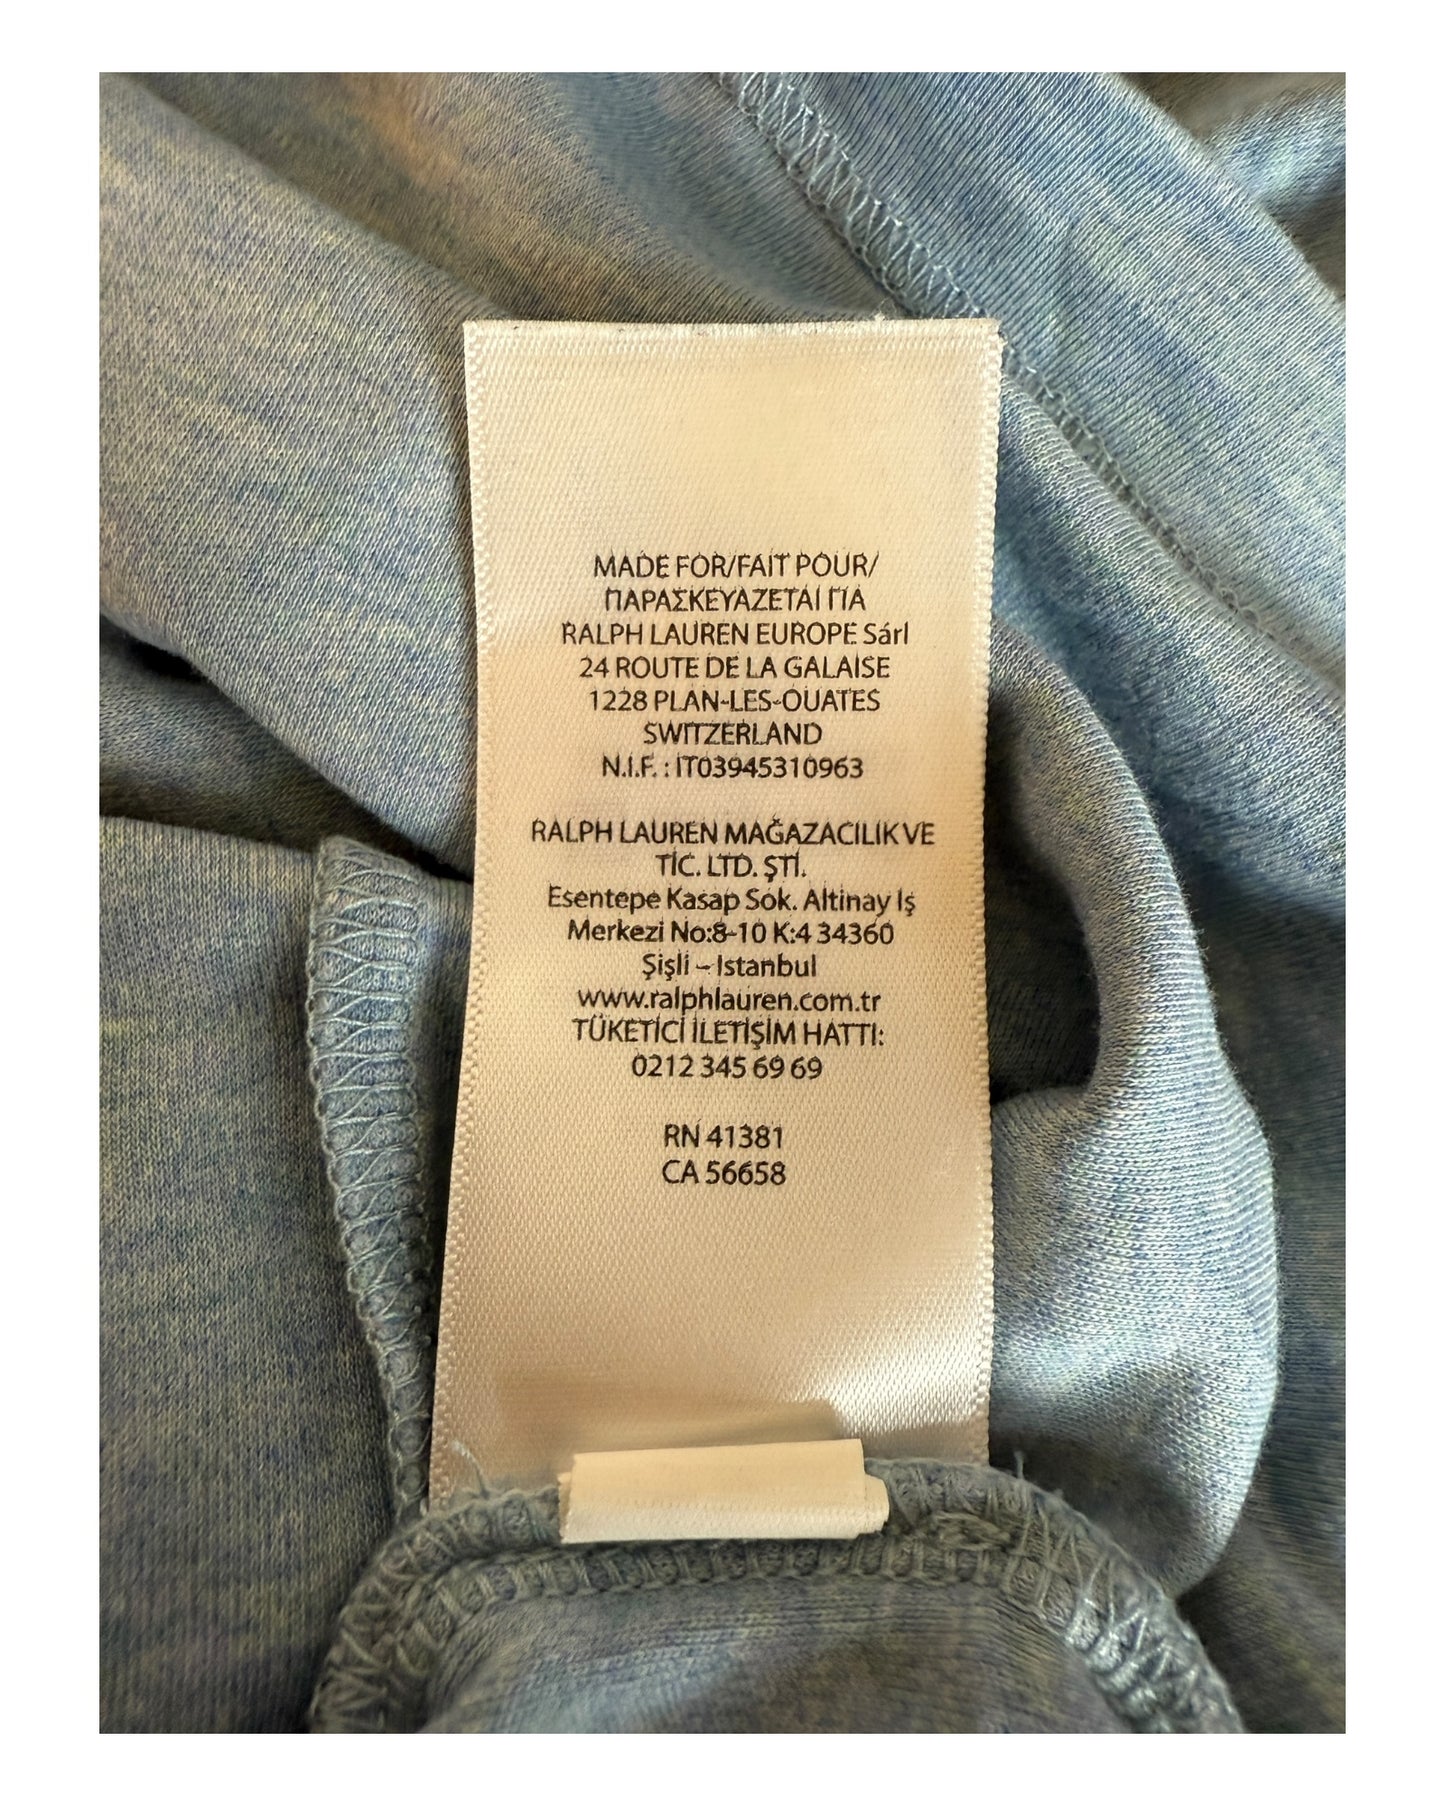 MADE FOR/FAIT POUR/
ΠΑΡΑΣΚΕΥΑΖΕΤΑΙ ΓΙΑ
RALPH LAUREN EUROPE Sárl
24 ROUTE DE LA GALAISE
1228 PLAN-LES-OUATES
SWITZERLAND
N.I.F. : IT03945310963
RALPH LAUREN MAĞAZACILIK VE
TİC. LTD. ŞTİ.
Esentepe Kasap Sok. Altinay İş
Merkezi No:8-10 K:4 34360
Şişli – Istanbul
www.ralphlauren.com.tr
TÜKETİCİ İLETİŞİM HATTI:
0212 345 69 69
RN 41381
CA 56658